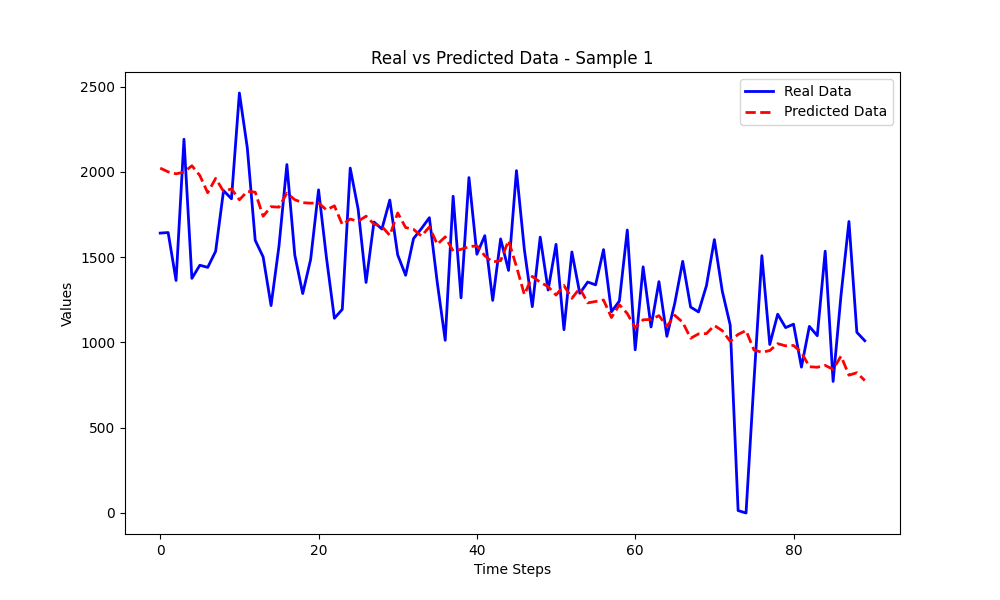 Real vs Predicted Data - Sample 1
Real Data
Predicted Data
2500
2000
1500
1000
500
0
Values
0 20 40 60 80
Time Steps